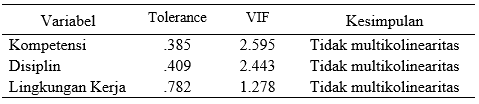 Variabel Tolerance VIF Kesimpulan
Kompetensi .385 2.595 Tidak multikolinearitas
Disiplin .409 2.443 Tidak multikolinearitas
Lingkungan Kerja .782 1.278 Tidak multikolinearitas